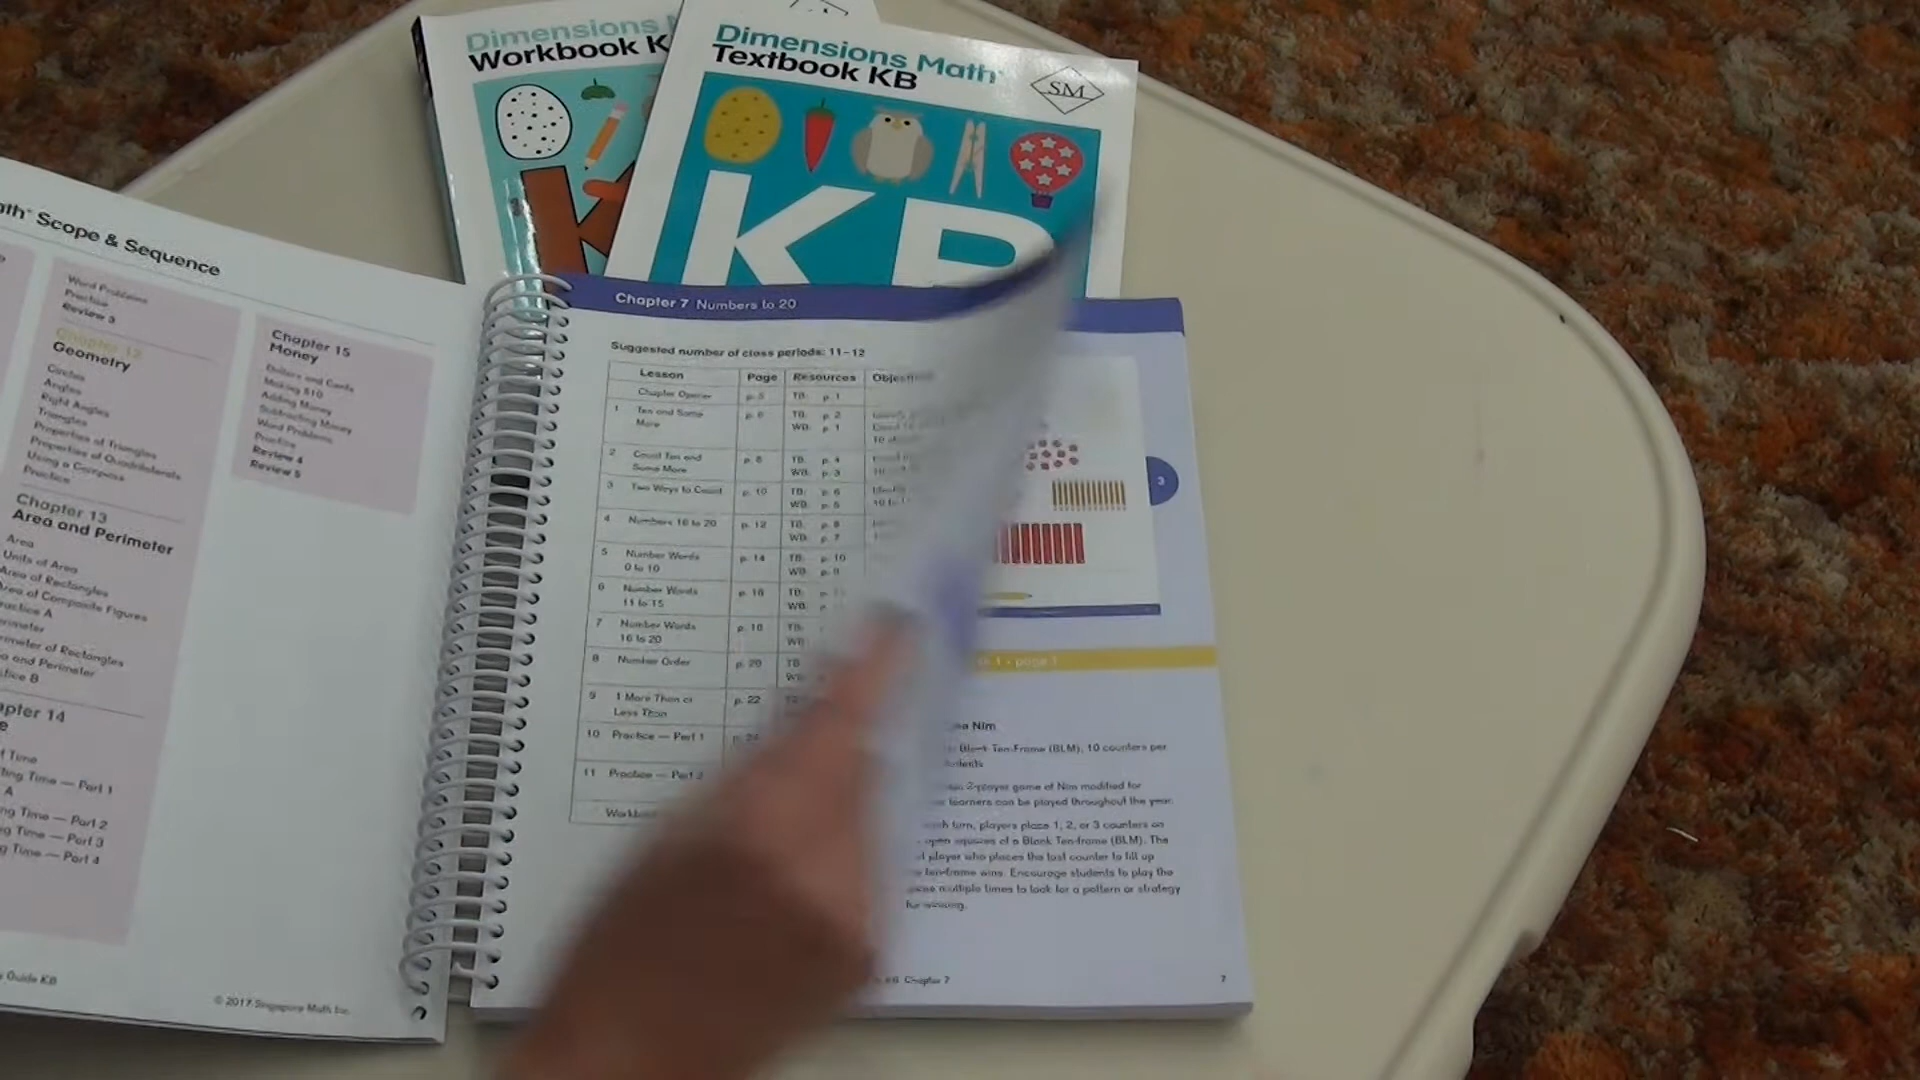 Dimensions
Workbook K
Dimensions Math
Textbook KB
SM
K
KB
Scope & Sequence
Word Problems
Practice
Review 3
Chapter 12
Geometry
Circles
Angles
Right Angles
Triangles
Properties of Triangles
Properties of Quadrilaterals
Using a Compass
Practice
Chapter 13
Area and Perimeter
Area
Units of Area
Area of Rectangles
Area of Composite Figures
Practice A
Perimeter
Perimeter of Rectangles
and Perimeter
B
14
Time
Time — Part 1
A
Time — Part 2
Time — Part 3
Time — Part 4
Chapter 15
Money
Dollars and Cents
Making $10
Adding Money
Subtracting Money
Word Problems
Practice
Review 4
Review 5
Guide KB
© 2017 Singapore Math Inc.
Chapter 7 Numbers to 20
Suggested number of class periods: 11–12
Lesson Page Resources
Chapter Opener p. 5 TB: p. 1
1 Ten and Some More p. 8 TB: p. 2 WB: p. 1
2 Count Ten and Some More p. 8 TB: p. 4 WB: p. 3
3 Two Ways to Count p. 10 TB: p. 6 WB: p. 5
4 Numbers 16 to 20 p. 12 TB: p. 8 WB: p. 7
5 Number Words 0 to 10 p. 14 TB: p. 10 WB: p. 9
6 Number Words 11 to 15 p. 16 TB: WB:
7 Number Words 16 to 20 p. 18 TB: WB:
8 Number Order p. 20 TB
9 1 More Than or Less Than p. 22
10 Practice — Part 1
11 Practice — Part 2
3
page 1
Nim
Blank Ten-Frame (BLM), 10 counters per
2-player game of Nim modified for
learners can be played throughout the year.
turn, players place 1, 2, or 3 counters on
open squares of a Blank Ten-frame (BLM). The
player who places the last counter to fill up
ten-frame wins. Encourage students to play the
game multiple times to look for a pattern or strategy
for winning.
Chapter 7
7